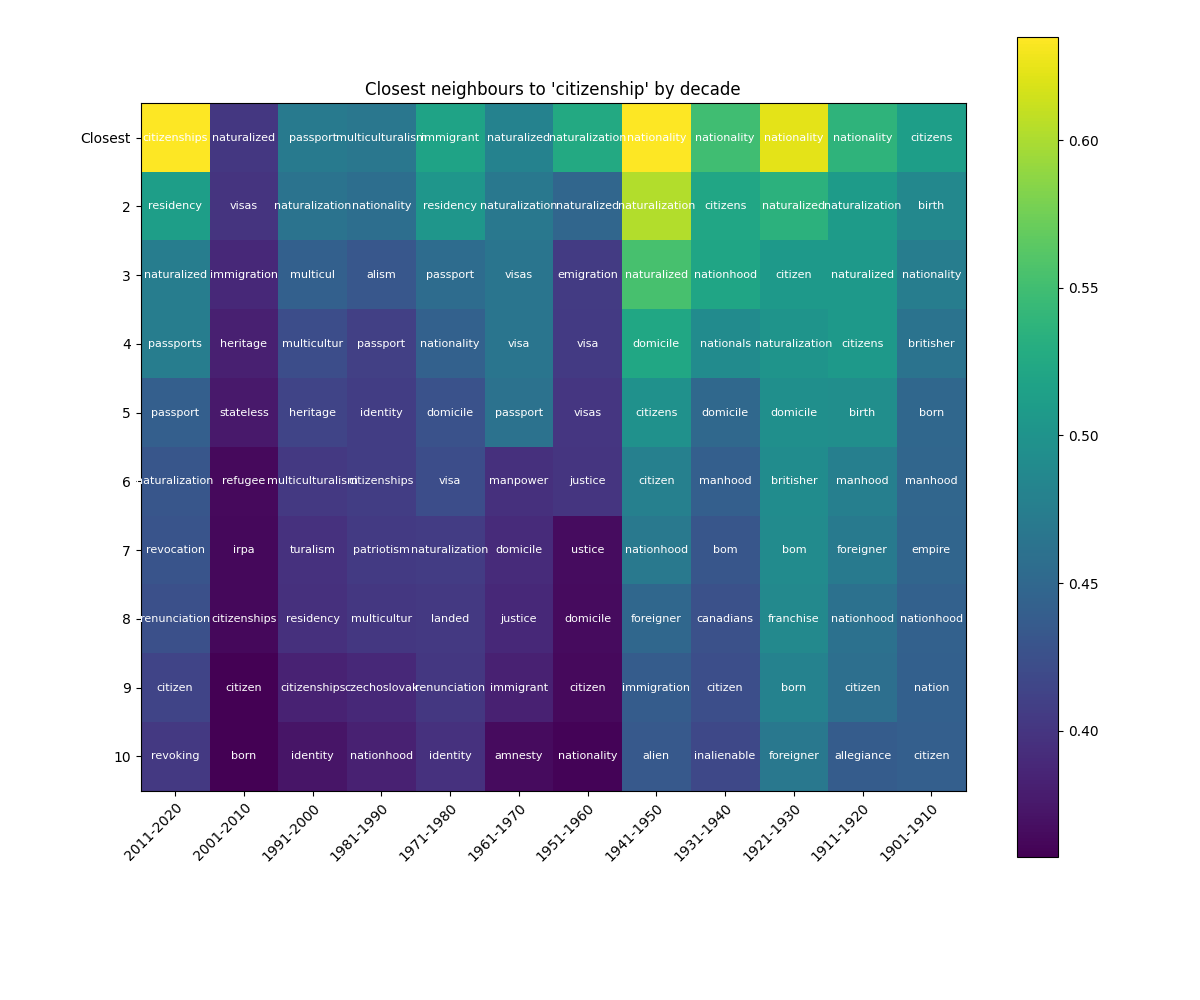 Closest neighbours to 'citizenship' by decade
Closest citizenships naturalized passport multiculturalism immigrant naturalized naturalization nationality nationality nationality nationality citizens
2 residency visas naturalization nationality residency naturalization naturalized naturalization citizens naturalized naturalization birth
3 naturalized immigration multicul alism passport visas emigration naturalized nationhood citizen naturalized nationality
4 passports heritage multicultur passport nationality visa visa domicile nationals naturalization citizens britisher
5 passport stateless heritage identity domicile passport visas citizens domicile domicile birth born
6 naturalization refugee multiculturalism citizenships visa manpower justice citizen manhood britisher manhood manhood
7 revocation irpa turalism patriotism naturalization domicile ustice nationhood bom bom foreigner empire
8 renunciation citizenships residency multicultur landed justice domicile foreigner canadians franchise nationhood nationhood
9 citizen citizen citizenships czechoslovak renunciation immigrant citizen immigration citizen born citizen nation
10 revoking born identity nationhood identity amnesty nationality alien inalienable foreigner allegiance citizen
2011-2020 2001-2010 1991-2000 1981-1990 1971-1980 1961-1970 1951-1960 1941-1950 1931-1940 1921-1930 1911-1920 1901-1910
0.60
0.55
0.50
0.45
0.40